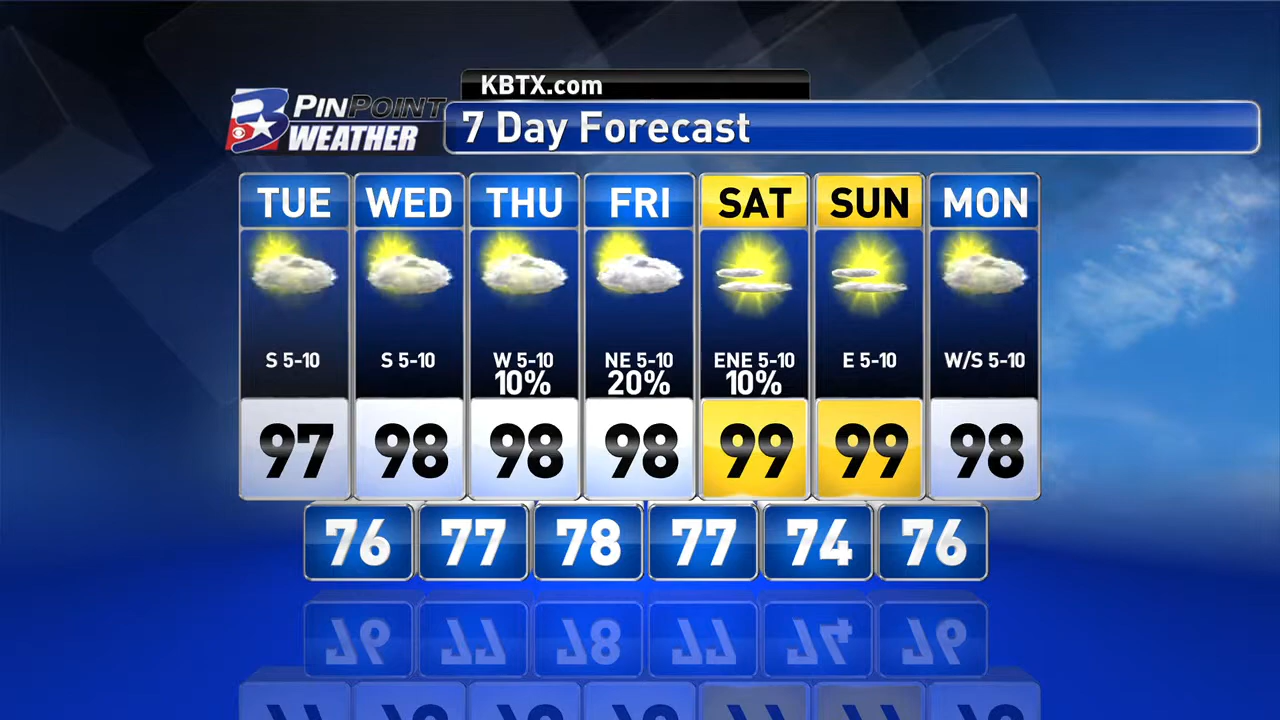 KBTX.com
3 PINPOINT
WEATHER
7 Day Forecast
TUE WED THU FRI SAT SUN MON
S 5-10 S 5-10 W 5-10 NE 5-10 ENE 5-10 E 5-10 W/S 5-10
10% 20% 10%
97 98 98 98 99 99 98
76 77 78 77 74 76